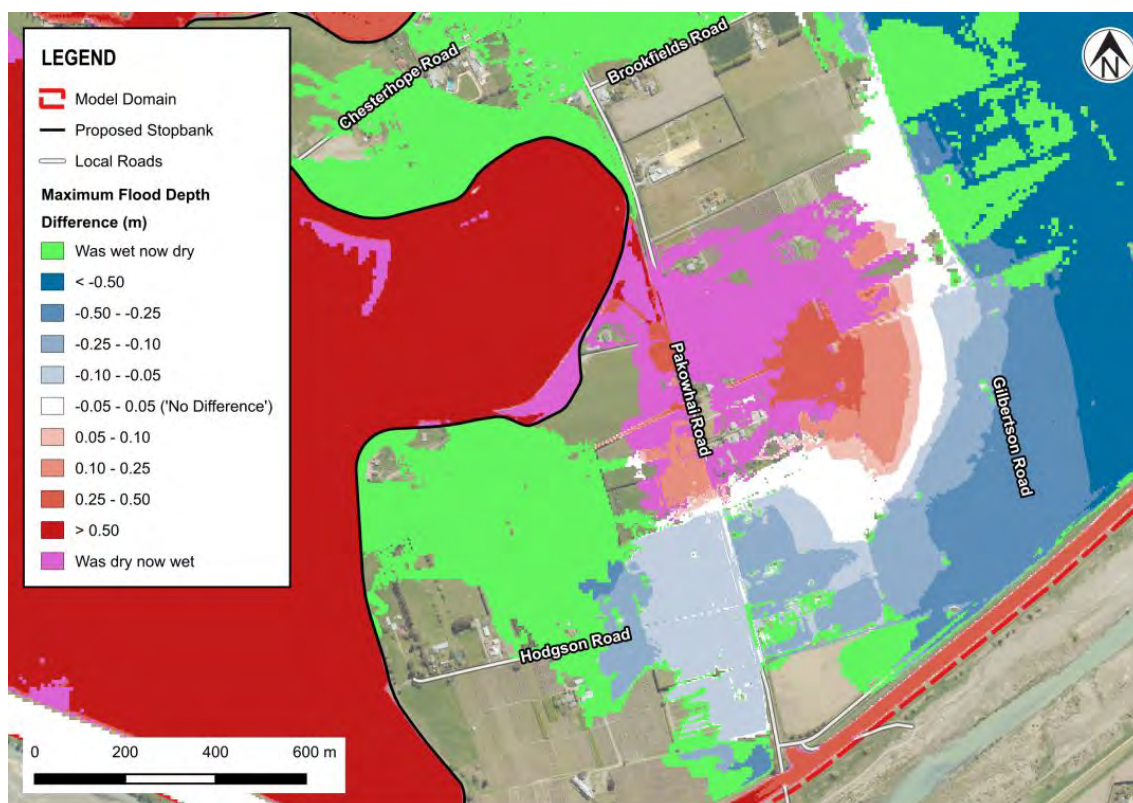 LEGEND
Model Domain
Proposed Stopbank
Local Roads
Maximum Flood Depth
Difference (m)
Was wet now dry
< -0.50
-0.50 - -0.25
-0.25 - -0.10
-0.10 - -0.05
-0.05 - 0.05 ('No Difference')
0.05 - 0.10
0.10 - 0.25
0.25 - 0.50
> 0.50
Was dry now wet
Chesterhope Road
Brookfields Road
N
Pakowhai Road
Gilbertson Road
Hodgson Road
0 200 400 600 m